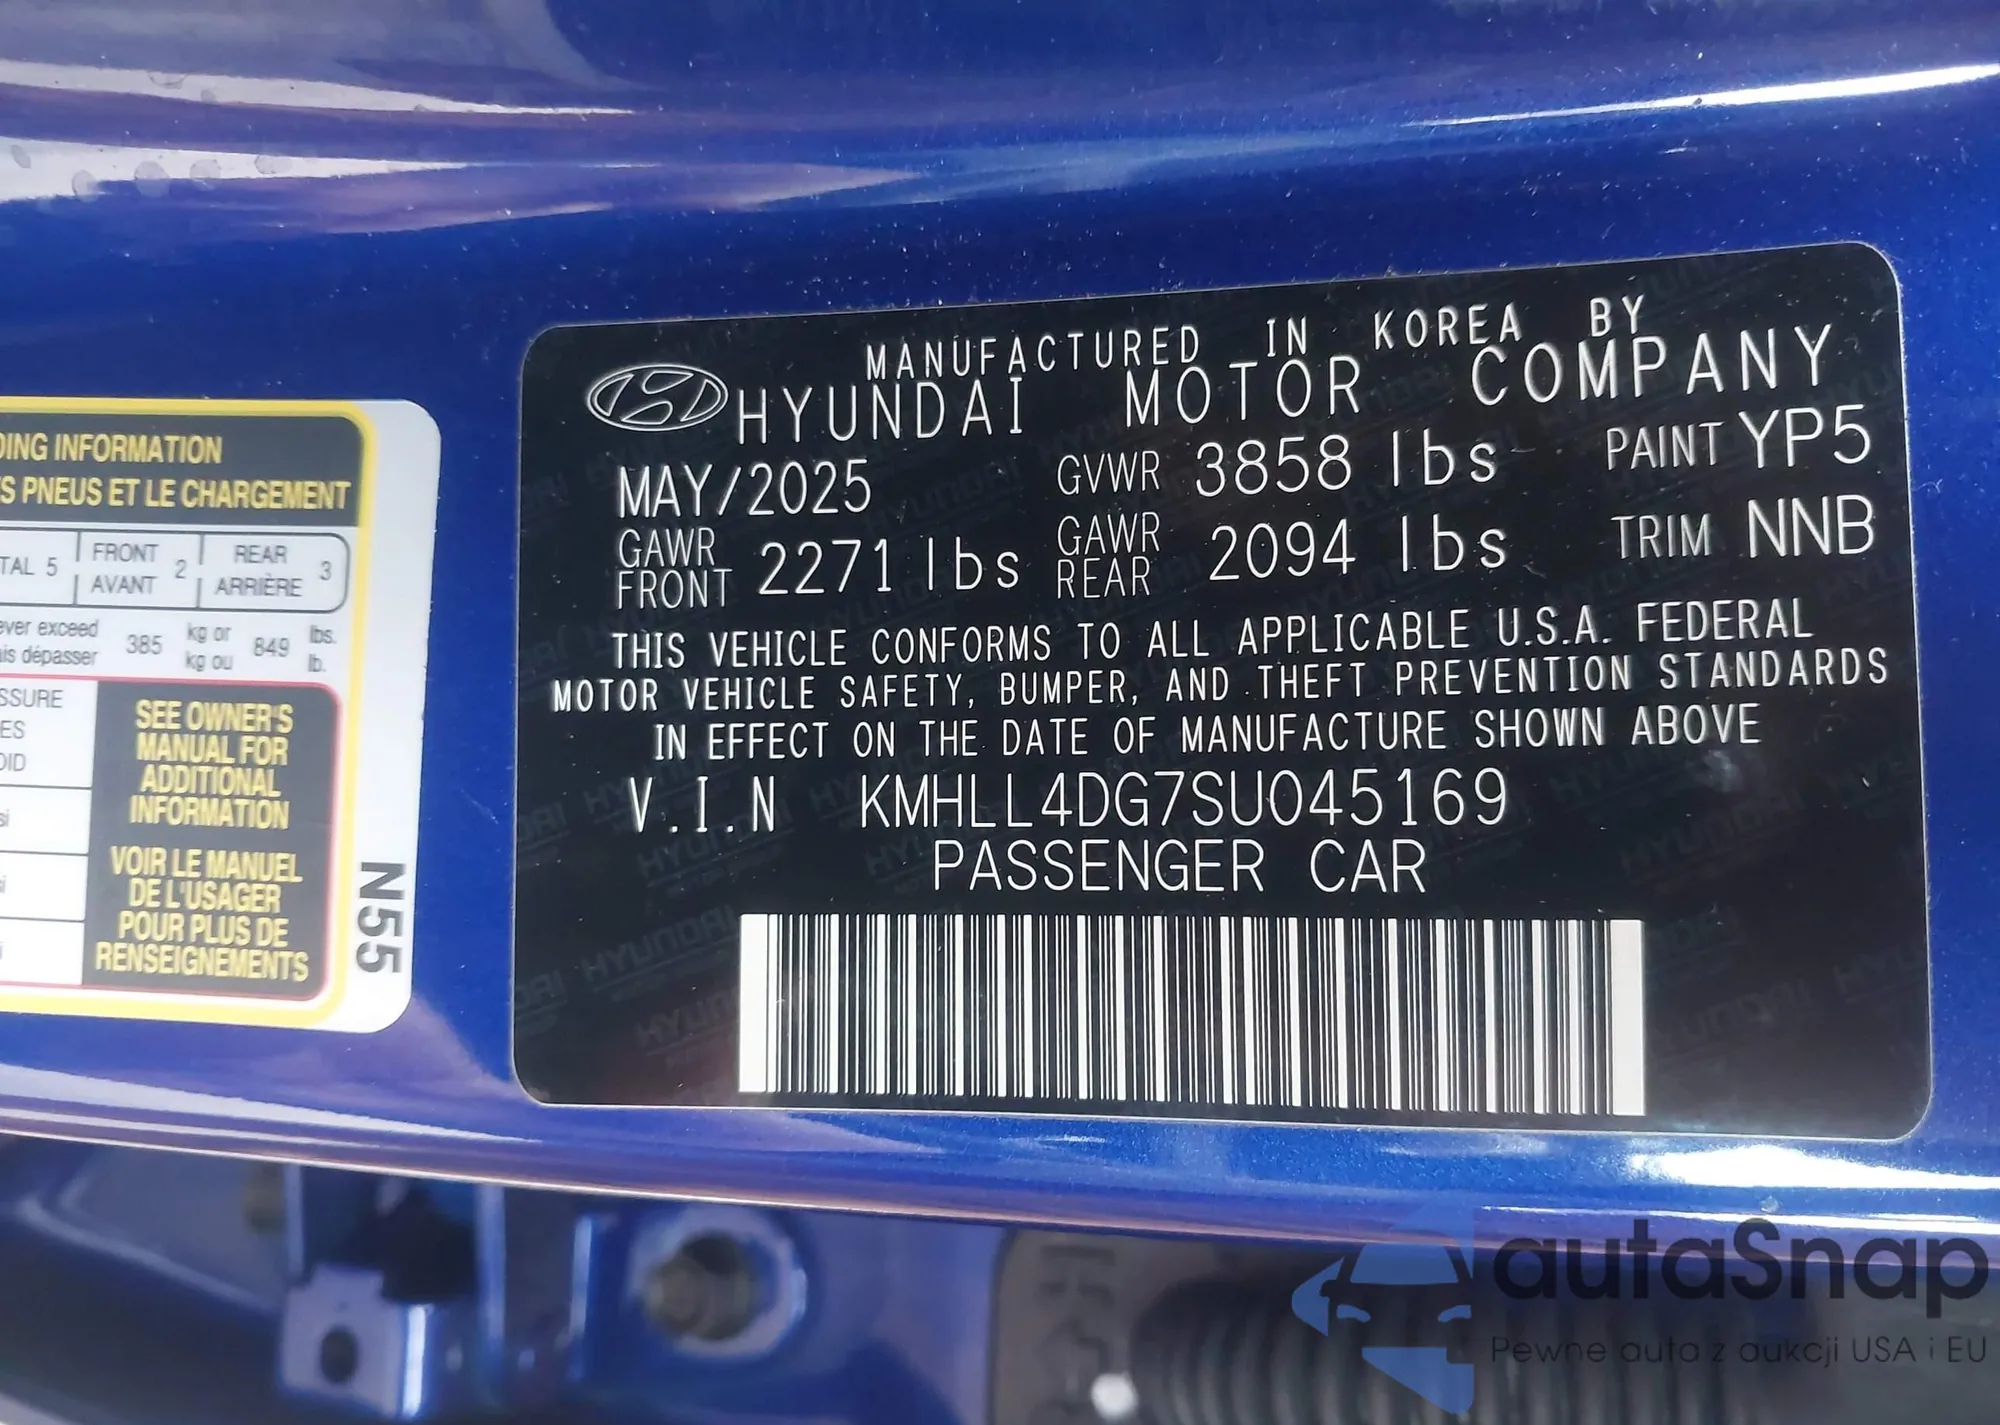 DING INFORMATION
S PNEUS ET LE CHARGEMENT
TAL 5 FRONT AVANT 2 REAR ARRIÈRE 3
ever exceed 385 kg or 849 lbs.
is dépasser kg ou lb.
SSURE
ES
OID
SEE OWNER'S
MANUAL FOR
ADDITIONAL
INFORMATION
VOIR LE MANUEL
DE L'USAGER
POUR PLUS DE
RENSEIGNEMENTS
N55
MANUFACTURED IN KOREA BY
HYUNDAI MOTOR COMPANY
MAY/2025 GVWR 3858 lbs PAINT YP5
GAWR FRONT 2271 lbs GAWR REAR 2094 lbs TRIM NNB
THIS VEHICLE CONFORMS TO ALL APPLICABLE U.S.A. FEDERAL
MOTOR VEHICLE SAFETY, BUMPER, AND THEFT PREVENTION STANDARDS
IN EFFECT ON THE DATE OF MANUFACTURE SHOWN ABOVE
V.I.N KMHLL4DG7SU045169
PASSENGER CAR
autaSnap
Pewne auta z aukcji USA i EU